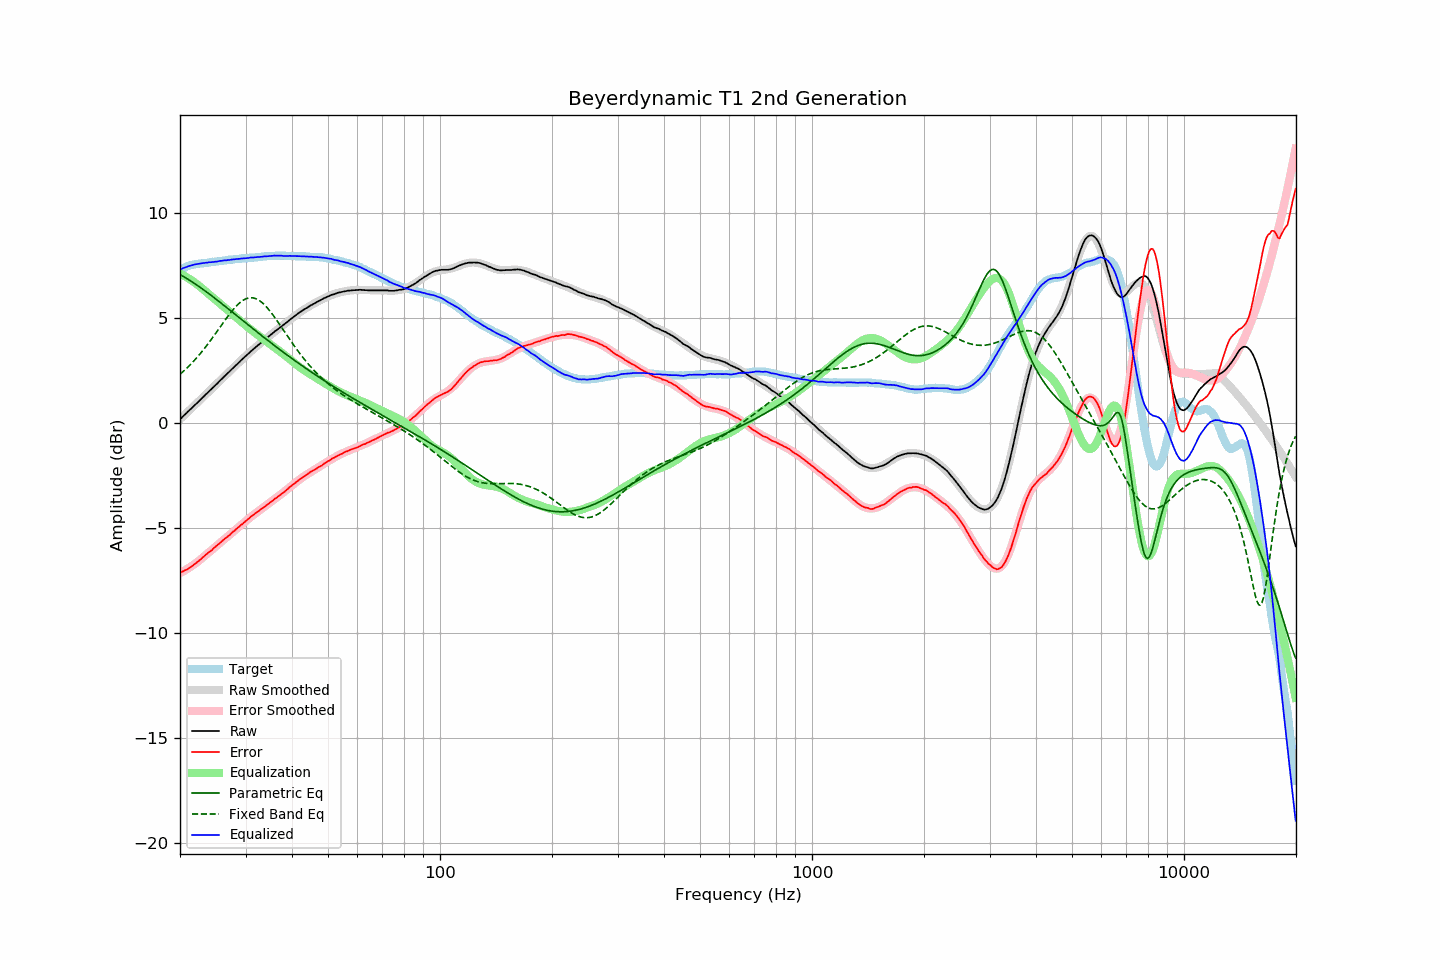 Beyerdynamic T1 2nd Generation
Amplitude (dBr)
10
5
0
−5
−10
−15
−20
Target
Raw Smoothed
Error Smoothed
Raw
Error
Equalization
Parametric Eq
Fixed Band Eq
Equalized
100
1000
10000
Frequency (Hz)